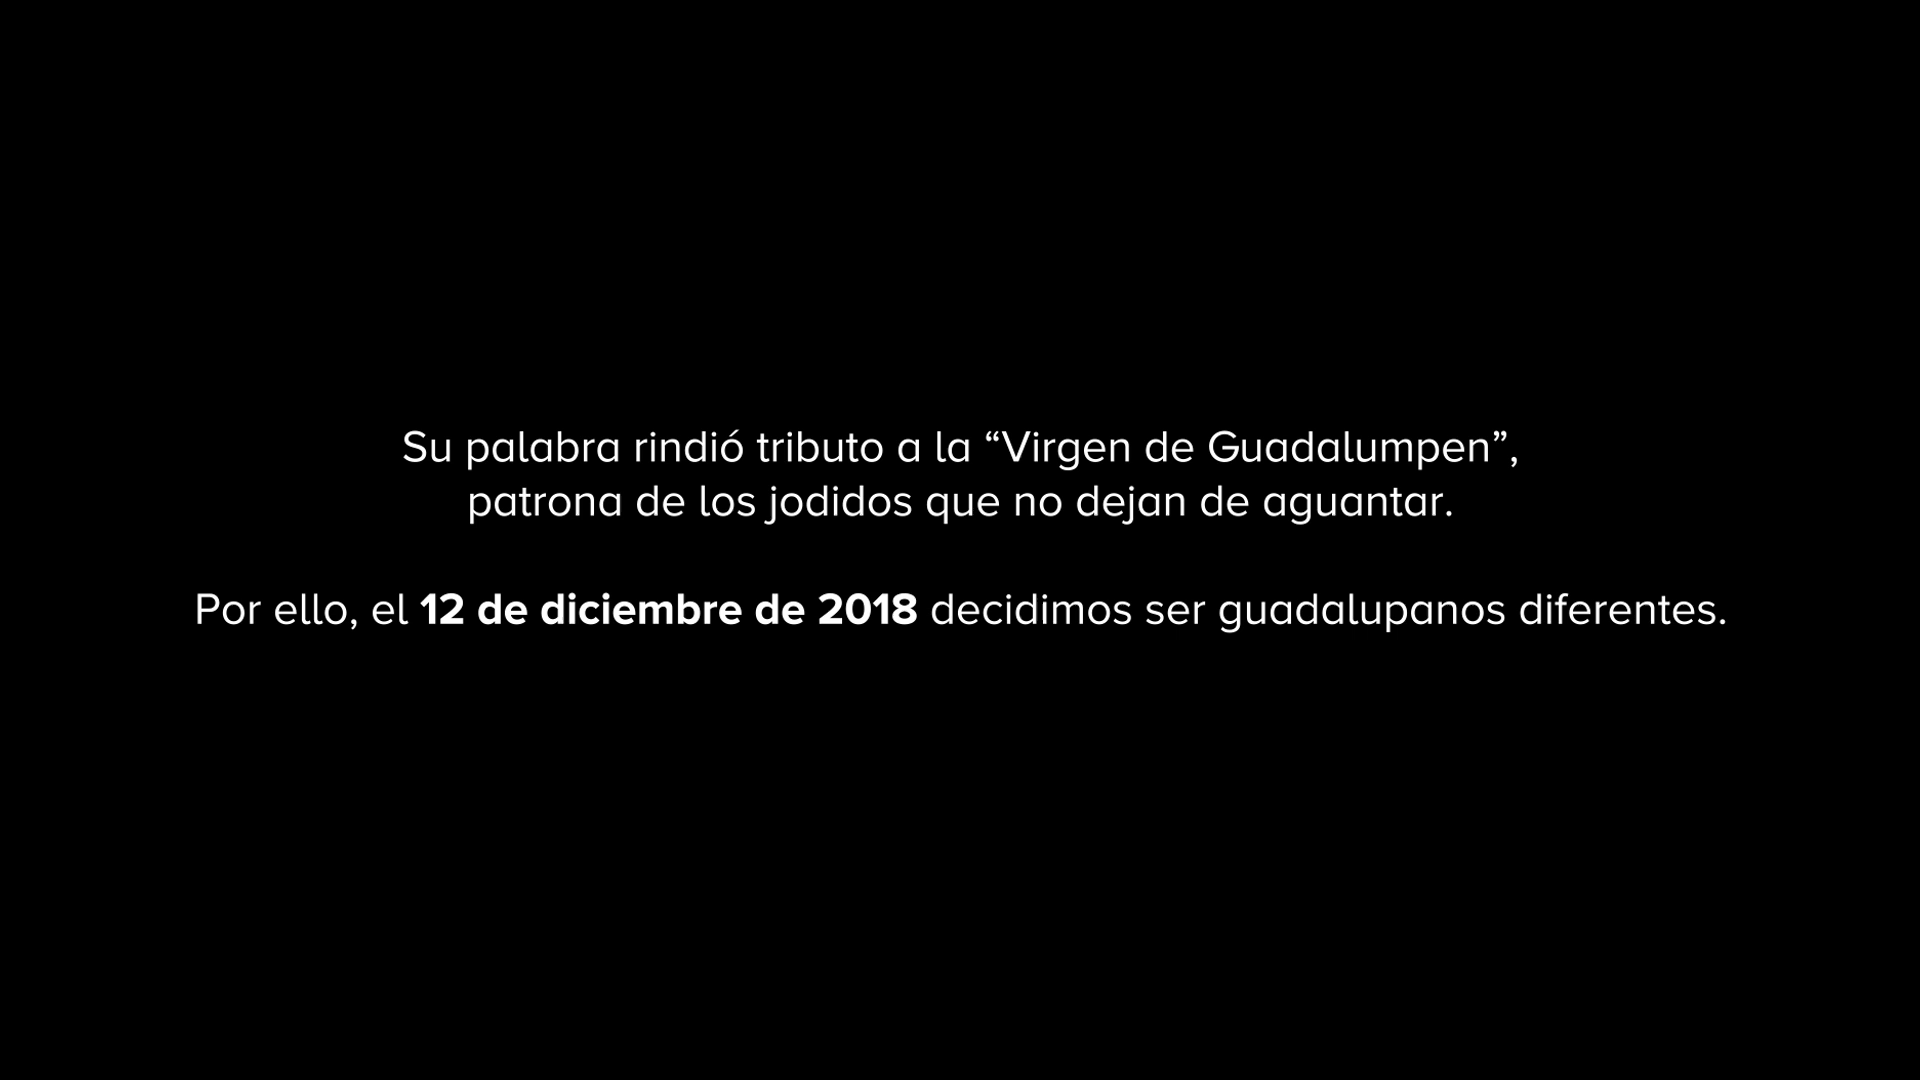 Su palabra rindió tributo a la “Virgen de Guadalumpen”,
patrona de los jodidos que no dejan de aguantar.
Por ello, el 12 de diciembre de 2018 decidimos ser guadalupanos diferentes.